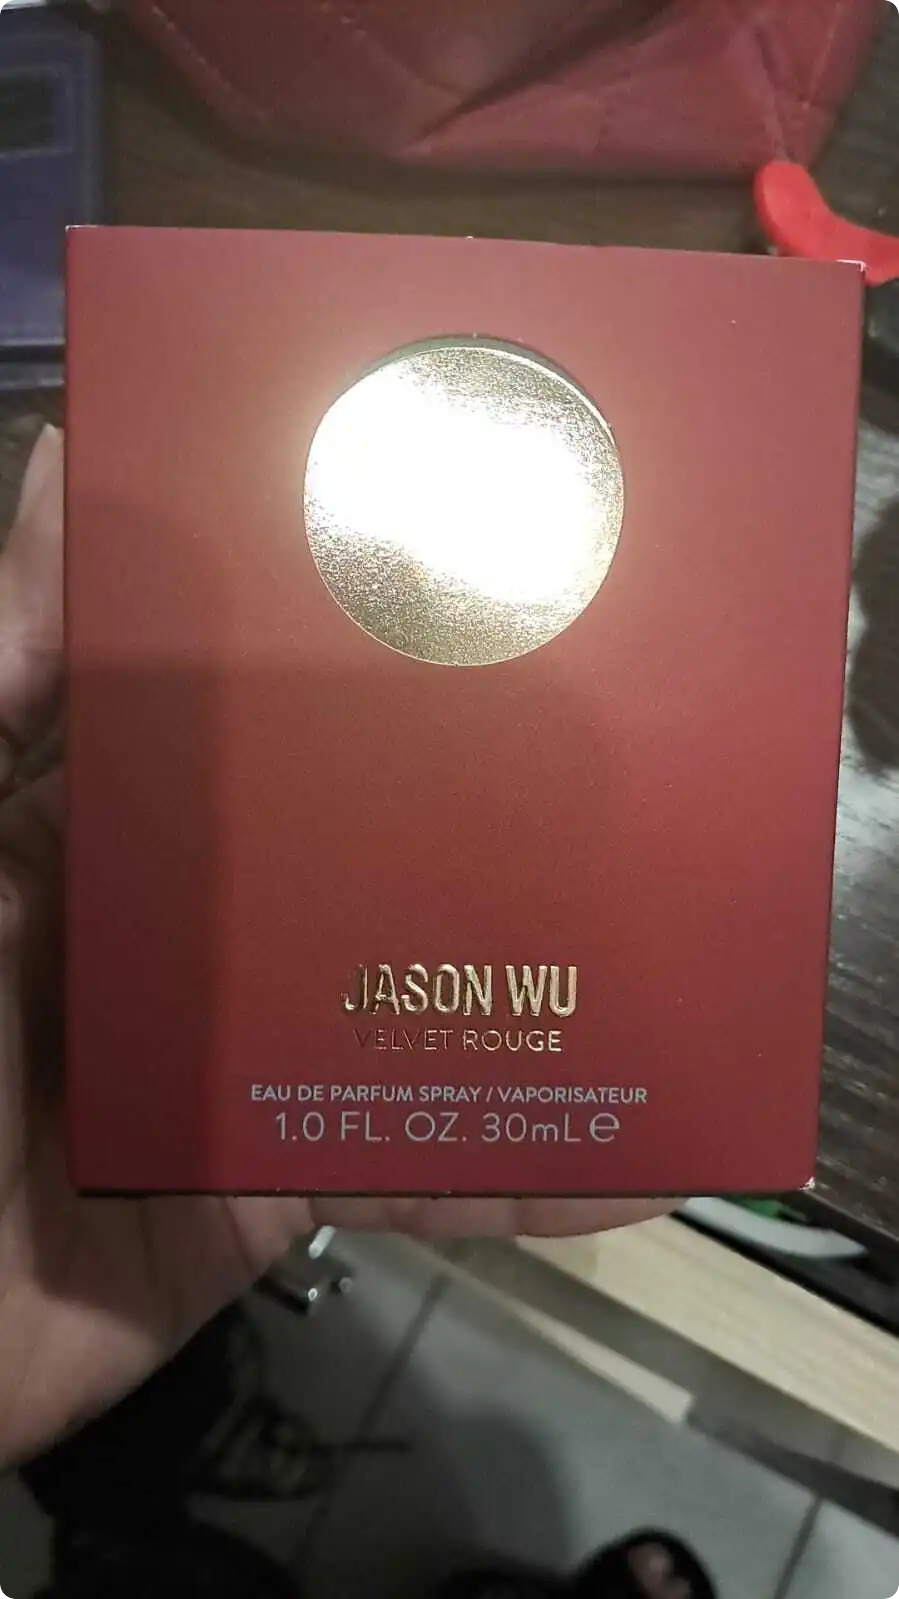 JASON WU
VELVET ROUGE
EAU DE PARFUM SPRAY / VAPORISATEUR
1.0 FL. OZ. 30mL ℮